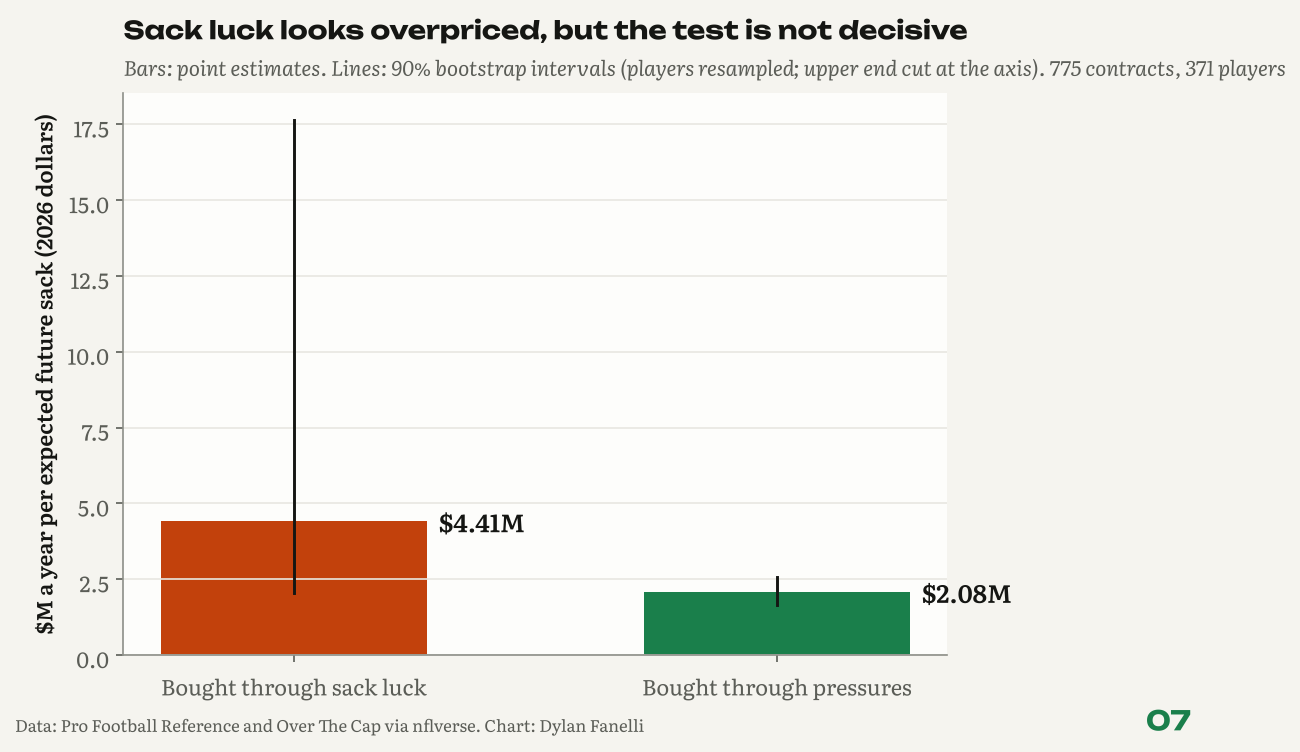 Sack luck looks overpriced, but the test is not decisive
Bars: point estimates. Lines: 90% bootstrap intervals (players resampled; upper end cut at the axis). 775 contracts, 371 players
$M a year per expected future sack (2026 dollars)
17.5
15.0
12.5
10.0
7.5
5.0
2.5
0.0
$4.41M
$2.08M
Bought through sack luck
Bought through pressures
Data: Pro Football Reference and Over The Cap via nflverse. Chart: Dylan Fanelli
07